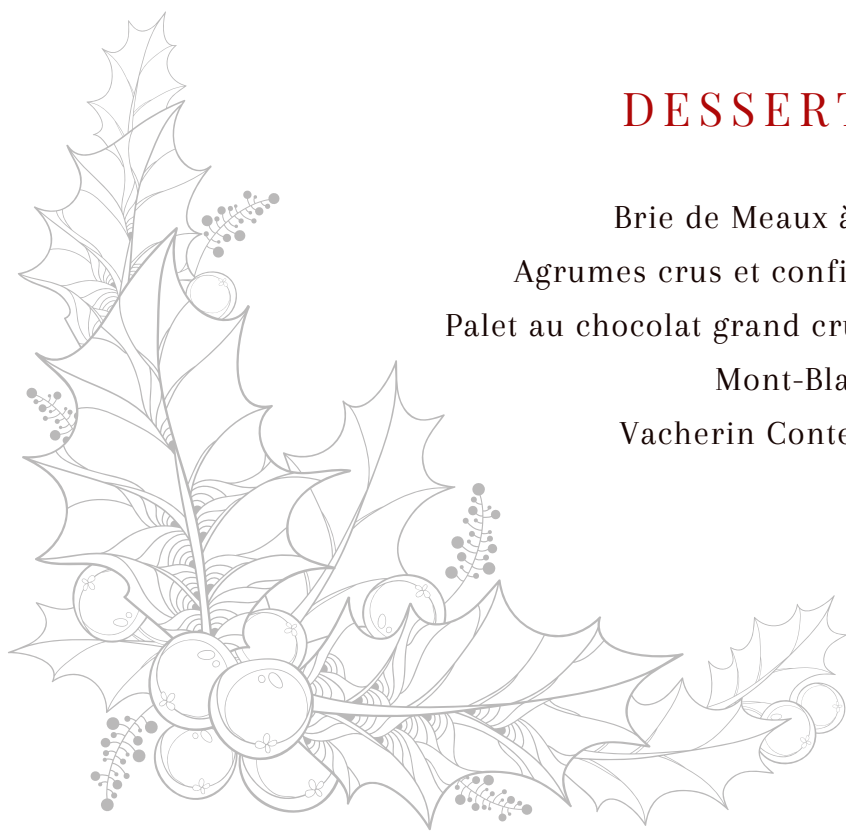 DESSERT
Brie de Meaux à
Agrumes crus et confi
Palet au chocolat grand cru
Mont-Bla
Vacherin Conte